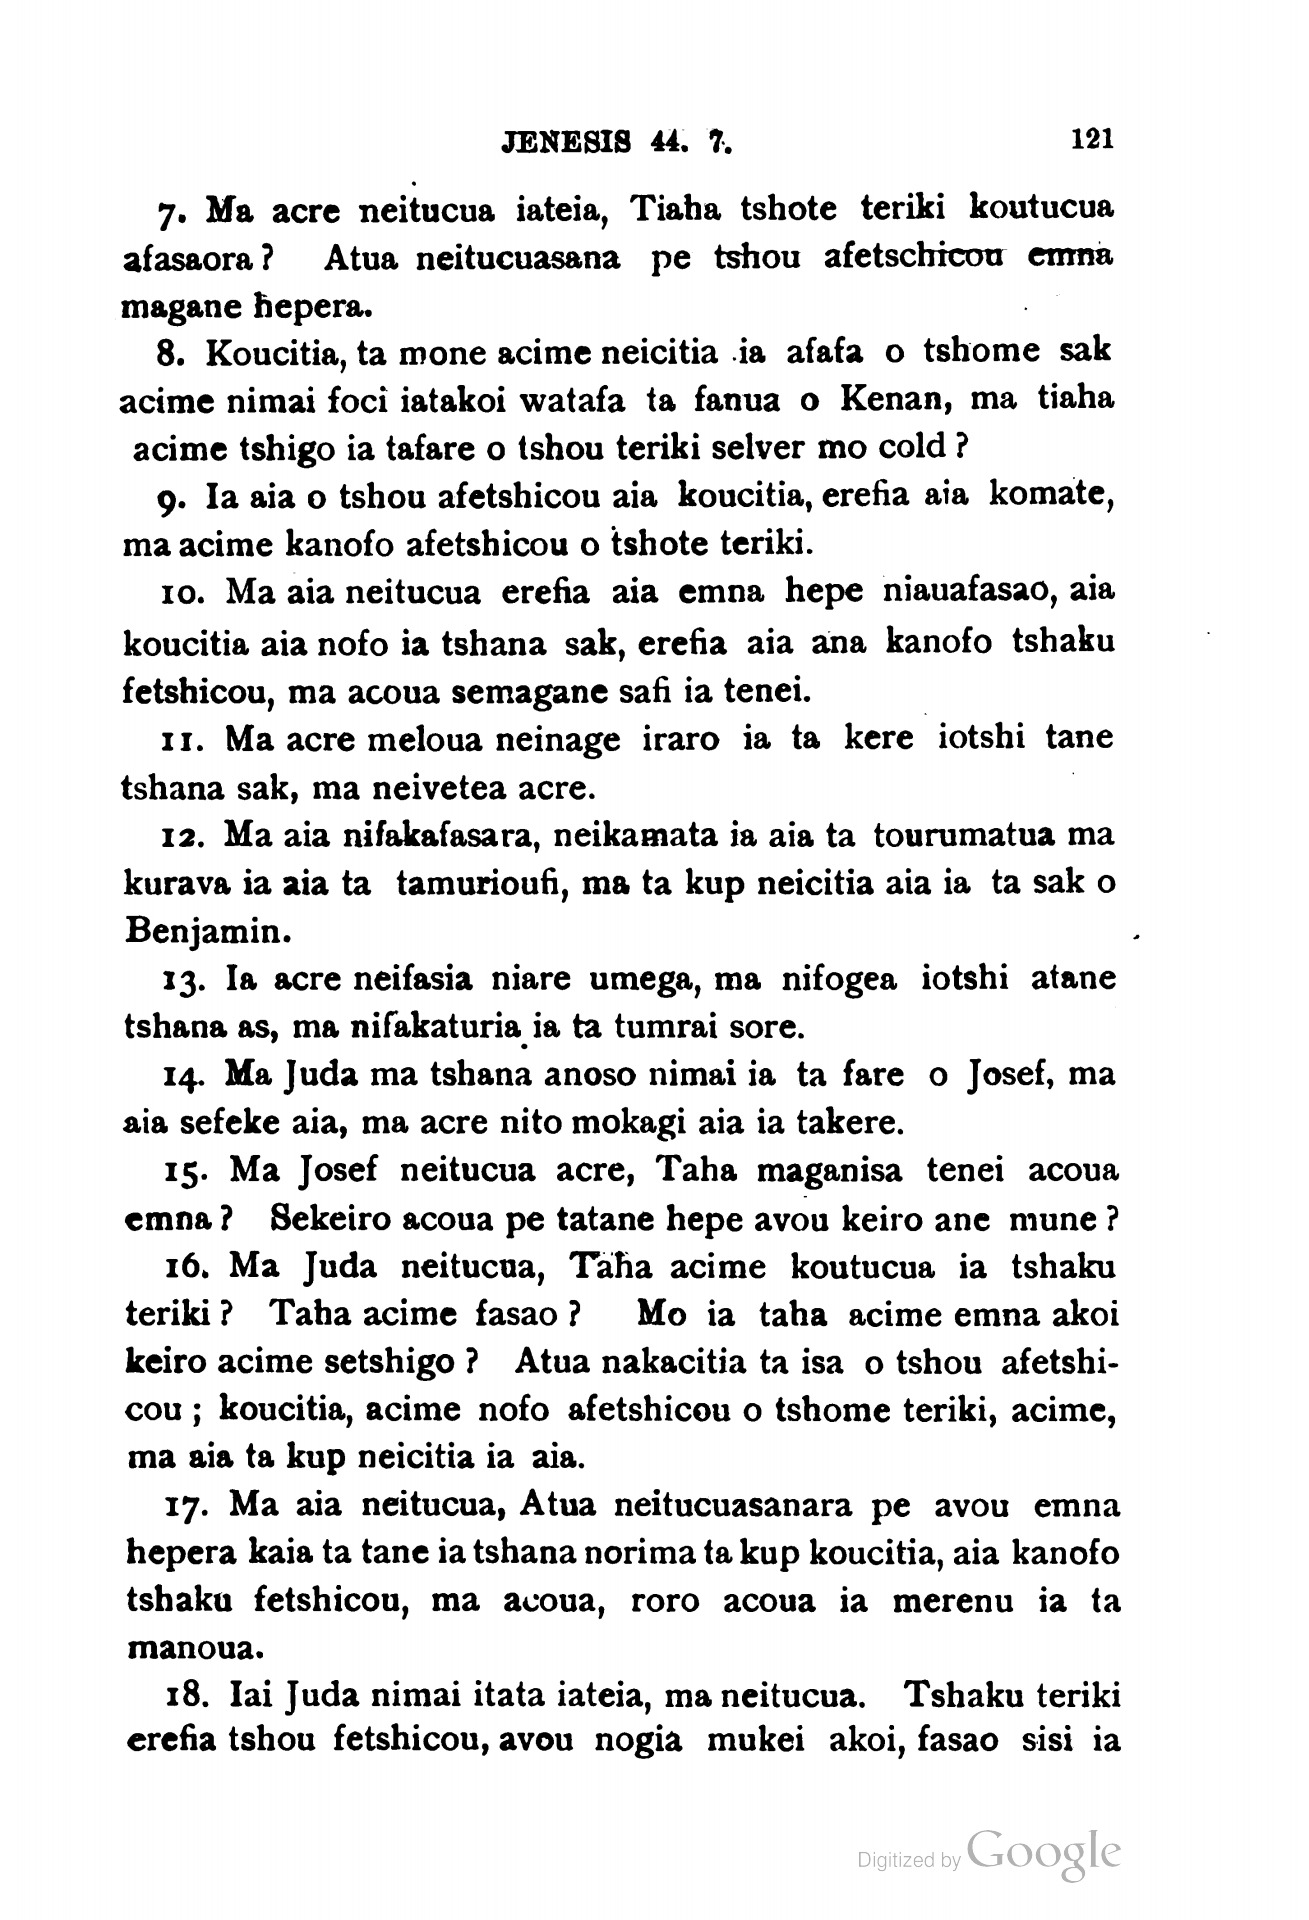 JENESIS 44. 7. 121
7. Ma acre neitucua iateia, Tiaha tshote teriki koutucua
afasaora ? Atua neitucuasana pe tshou afetschicou emna
magane hepera.
8. Koucitia, ta mone acime neicitia ia afafa o tshome sak
acime nimai foci iatakoi watafa ta fanua o Kenan, ma tiaha
acime tshigo ia tafare o tshou teriki selver mo cold ?
9. Ia aia o tshou afetshicou aia koucitia, erefia aia komate,
ma acime kanofo afetshicou o tshote teriki.
10. Ma aia neitucua erefia aia emna hepe niauafasao, aia
koucitia aia nofo ia tshana sak, erefia aia ana kanofo tshaku
fetshicou, ma acoua semagane safi ia tenei.
11. Ma acre meloua neinage iraro ia ta kere iotshi tane
tshana sak, ma neivetea acre.
12. Ma aia nifakafasara, neikamata ia aia ta tourumatua ma
kurava ia aia ta tamurioufi, ma ta kup neicitia aia ia ta sak o
Benjamin.
13. Ia acre neifasia niare umega, ma nifogea iotshi atane
tshana as, ma nifakaturia ia ta tumrai sore.
14. Ma Juda ma tshana anoso nimai ia ta fare o Josef, ma
aia sefeke aia, ma acre nito mokagi aia ia takere.
15. Ma Josef neitucua acre, Taha maganisa tenei acoua
emna ? Sekeiro acoua pe tatane hepe avou keiro ane mune ?
16. Ma Juda neitucua, Taha acime koutucua ia tshaku
teriki ? Taha acime fasao ? Mo ia taha acime emna akoi
keiro acime setshigo ? Atua nakacitia ta isa o tshou afetshi-
cou ; koucitia, acime nofo afetshicou o tshome teriki, acime,
ma aia ta kup neicitia ia aia.
17. Ma aia neitucua, Atua neitucuasanara pe avou emna
hepera kaia ta tane ia tshana norima ta kup koucitia, aia kanofo
tshaku fetshicou, ma acoua, roro acoua ia merenu ia ta
manoua.
18. Iai Juda nimai itata iateia, ma neitucua. Tshaku teriki
erefia tshou fetshicou, avou nogia mukei akoi, fasao sisi ia
Digitized by Google